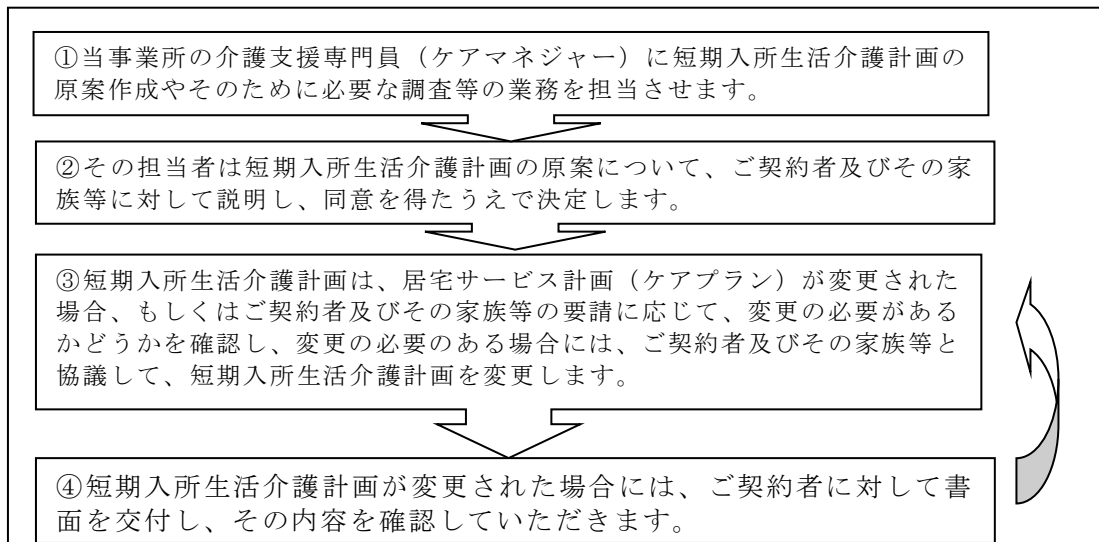 ①当事業所の介護支援専門員（ケアマネジャー）に短期入所生活介護計画の
原案作成やそのために必要な調査等の業務を担当させます。
②その担当者は短期入所生活介護計画の原案について、ご契約者及びその家
族等に対して説明し、同意を得たうえで決定します。
③短期入所生活介護計画は、居宅サービス計画（ケアプラン）が変更された
場合、もしくはご契約者及びその家族等の要請に応じて、変更の必要がある
かどうかを確認し、変更の必要のある場合には、ご契約者及びその家族等と
協議して、短期入所生活介護計画を変更します。
④短期入所生活介護計画が変更された場合には、ご契約者に対して書
面を交付し、その内容を確認していただきます。